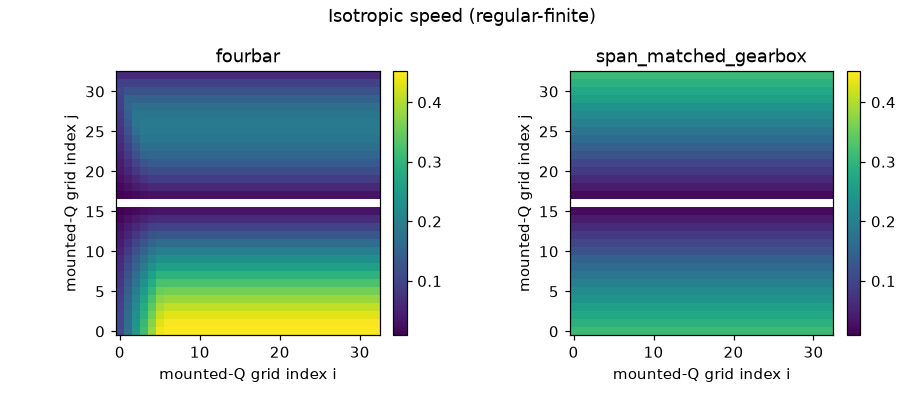 Isotropic speed (regular-finite)
fourbar
mounted-Q grid index j
30
25
20
15
10
5
0
0 10 20 30
mounted-Q grid index i
0.4
0.3
0.2
0.1
span_matched_gearbox
mounted-Q grid index j
30
25
20
15
10
5
0
0 10 20 30
mounted-Q grid index i
0.4
0.3
0.2
0.1